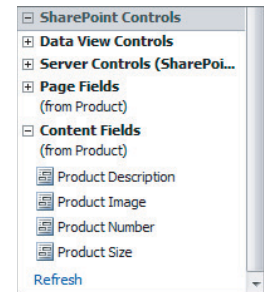 SharePoint Controls
Data View Controls
Server Controls (SharePoi...
Page Fields
(from Product)
Content Fields
(from Product)
Product Description
Product Image
Product Number
Product Size
Refresh